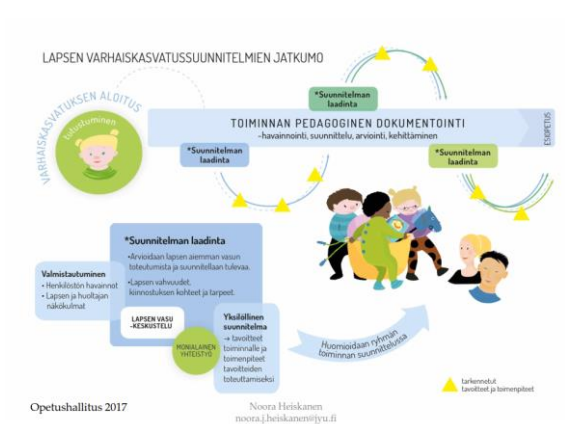 LAPSEN VARHAISKASVATUSSUUNNITELMIEN JATKUMO
VARHAISKASVATUKSEN ALOITUS
tutustuminen
*Suunnitelman
laadinta
TOIMINNAN PEDAGOGINEN DOKUMENTOINTI
-havainnointi, suunnittelu, arviointi, kehittäminen
ESIOPETUS
*Suunnitelman
laadinta
*Suunnitelman
laadinta
*Suunnitelman laadinta
•Arvioidaan lapsen aiemman vasun
toteutumista ja suunnitellaan tulevaa.
•Lapsen vahvuudet,
kiinnostuksen kohteet ja tarpeet.
Valmistautuminen
• Henkilöstön havainnot
• Lapsen ja huoltajan
näkökulmat
LAPSEN VASU
-KESKUSTELU
MONIALAINEN
YHTEISTYÖ
Yksilöllinen
suunnitelma
→ tavoitteet
toiminnalle ja
toimenpiteet
tavoitteiden
toteuttamiseksi
Huomioidaan ryhmän
toiminnan suunnittelussa
tarkennetut
tavoitteet ja toimenpiteet
Opetushallitus 2017
Noora Heiskanen
noora.j.heiskanen@jyu.fi